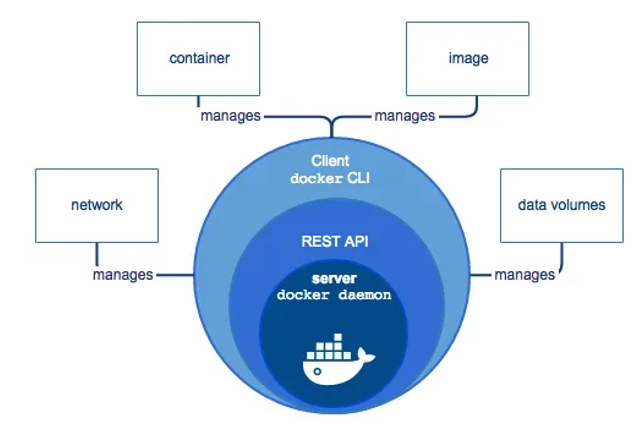 container
image
manages
manages
Client
docker CLI
network
data volumes
REST API
manages
manages
server
docker daemon